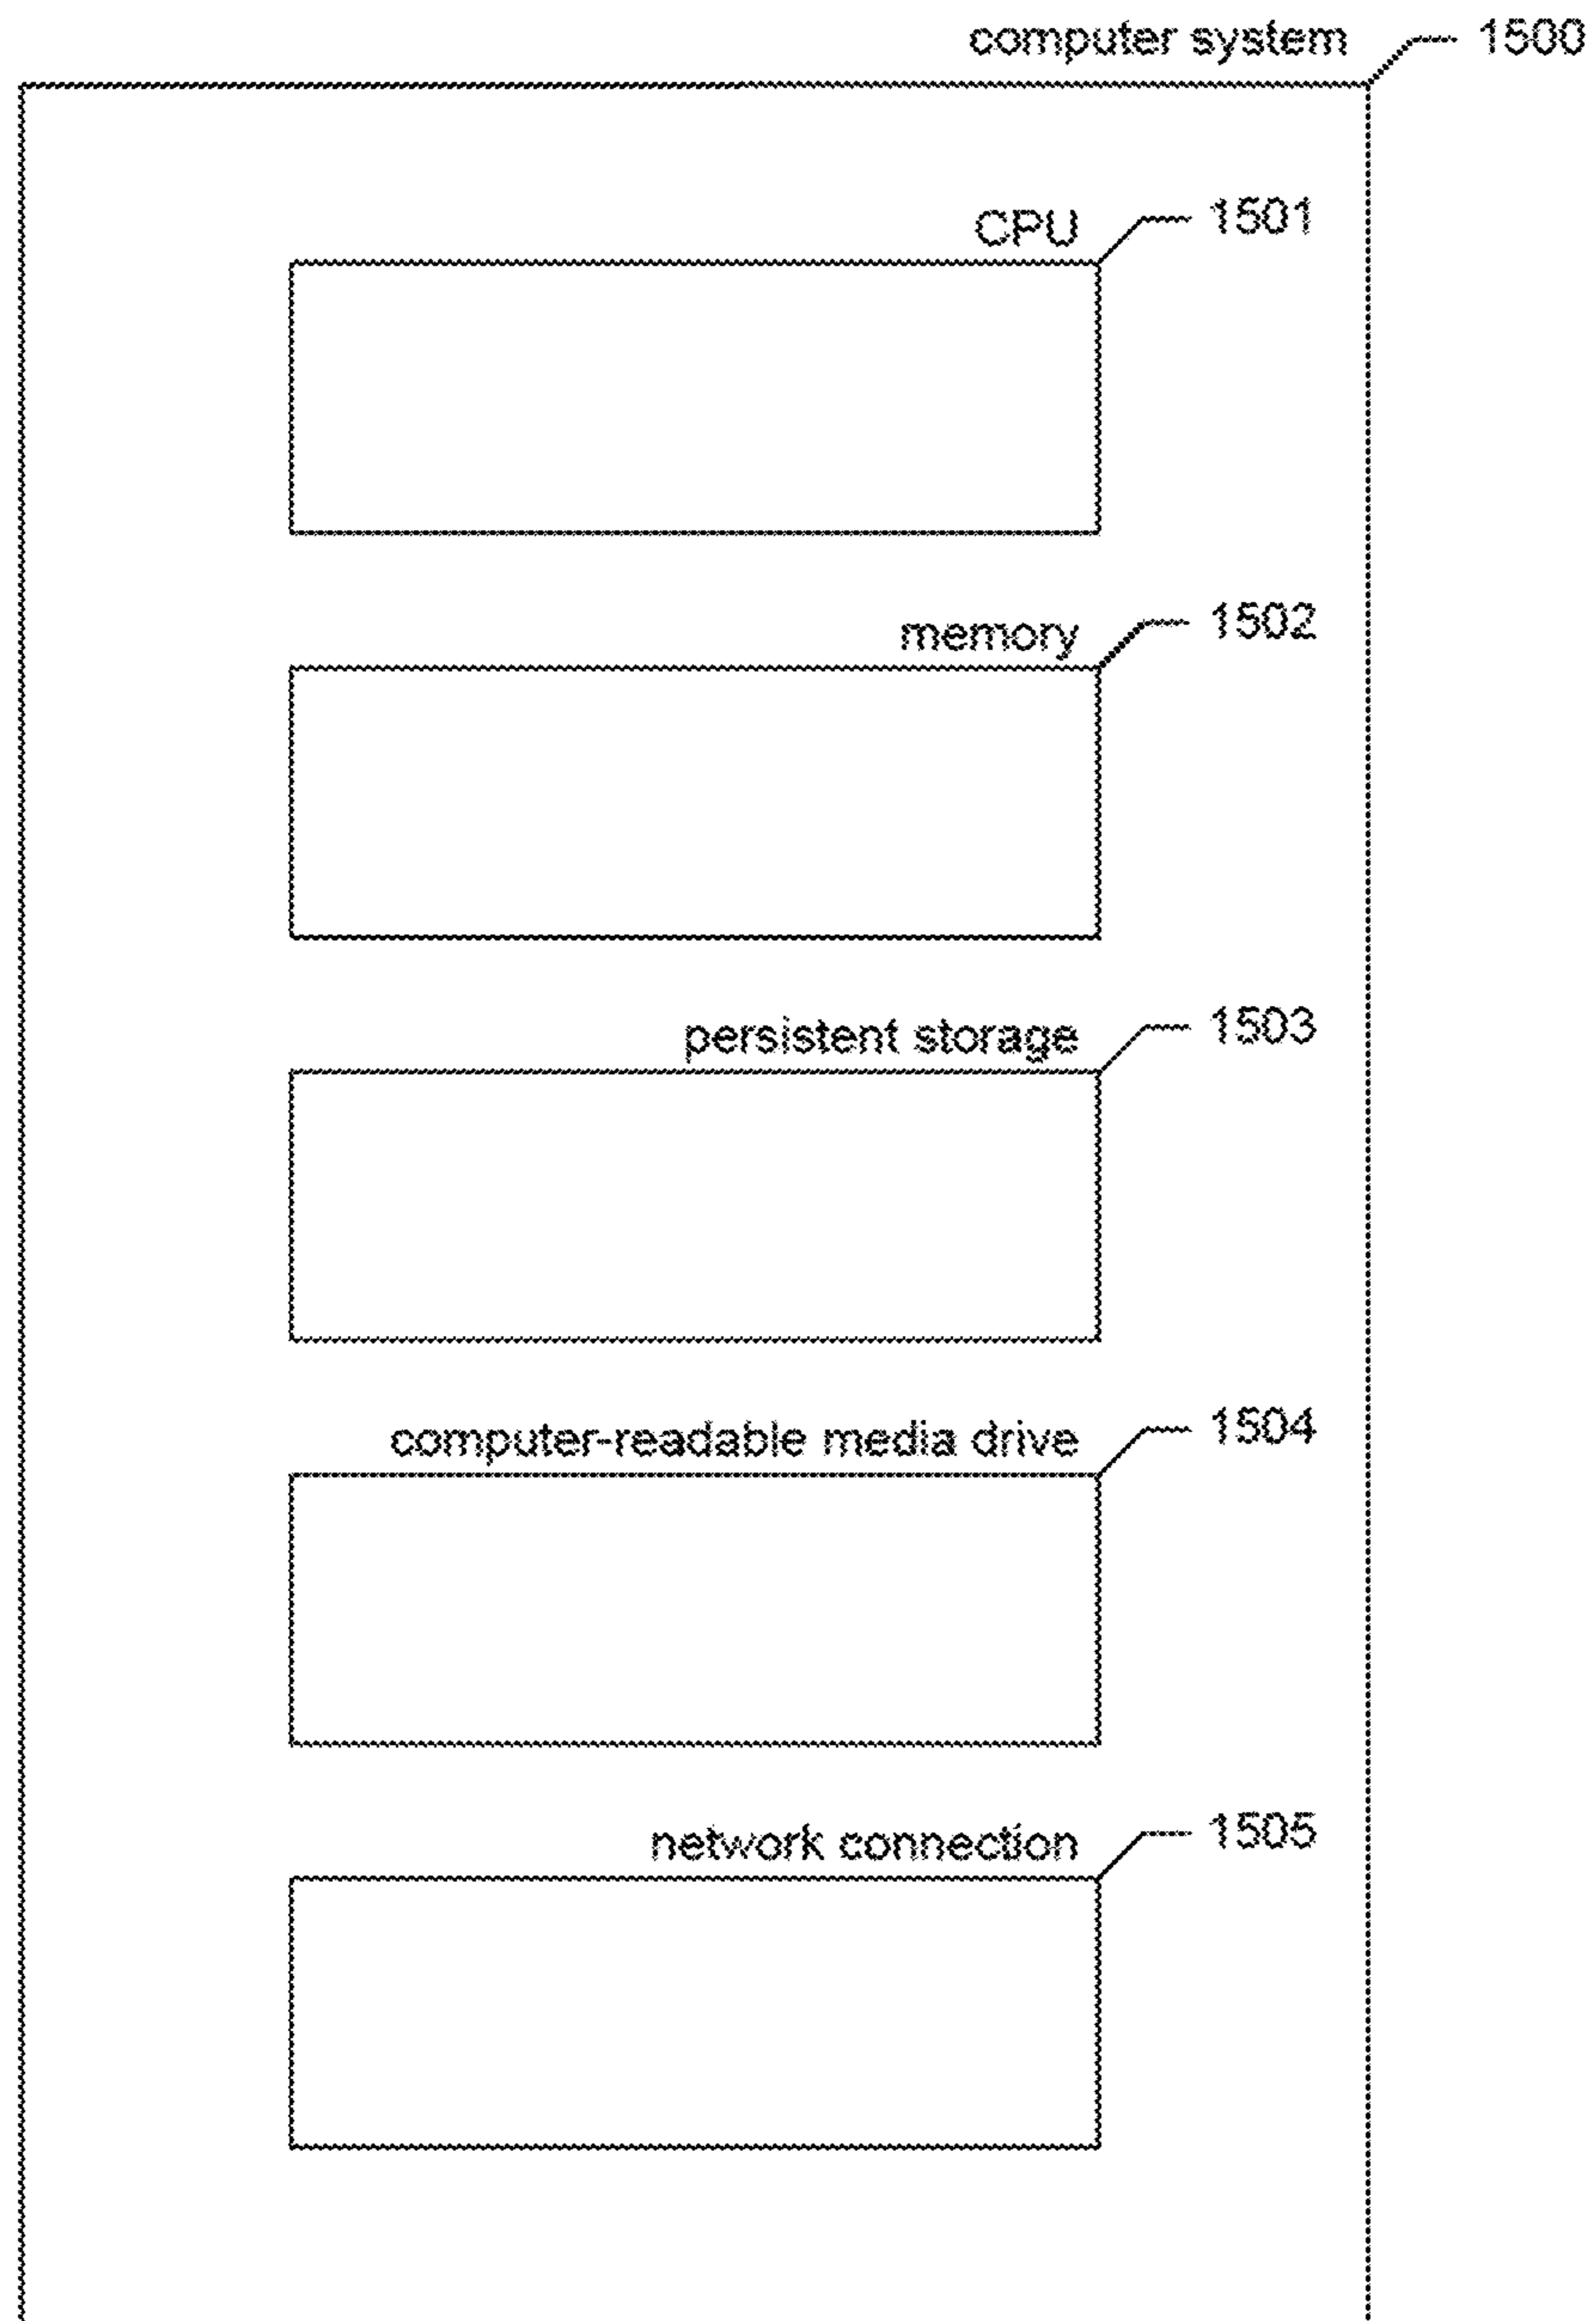 computer system 1500
CPU 1501
memory 1502
persistent storage 1503
computer-readable media drive 1504
network connection 1505